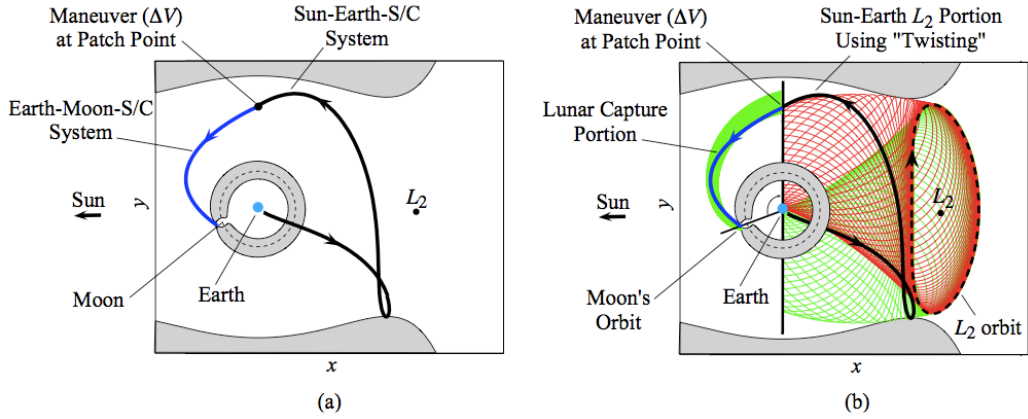 Maneuver (ΔV)
at Patch Point
Sun-Earth-S/C
System
Earth-Moon-S/C
System
Sun
y
L2
Moon
Earth
x
(a)
Maneuver (ΔV)
at Patch Point
Sun-Earth L2 Portion
Using "Twisting"
Lunar Capture
Portion
Sun
y
L2
Moon's
Orbit
Earth
L2 orbit
x
(b)